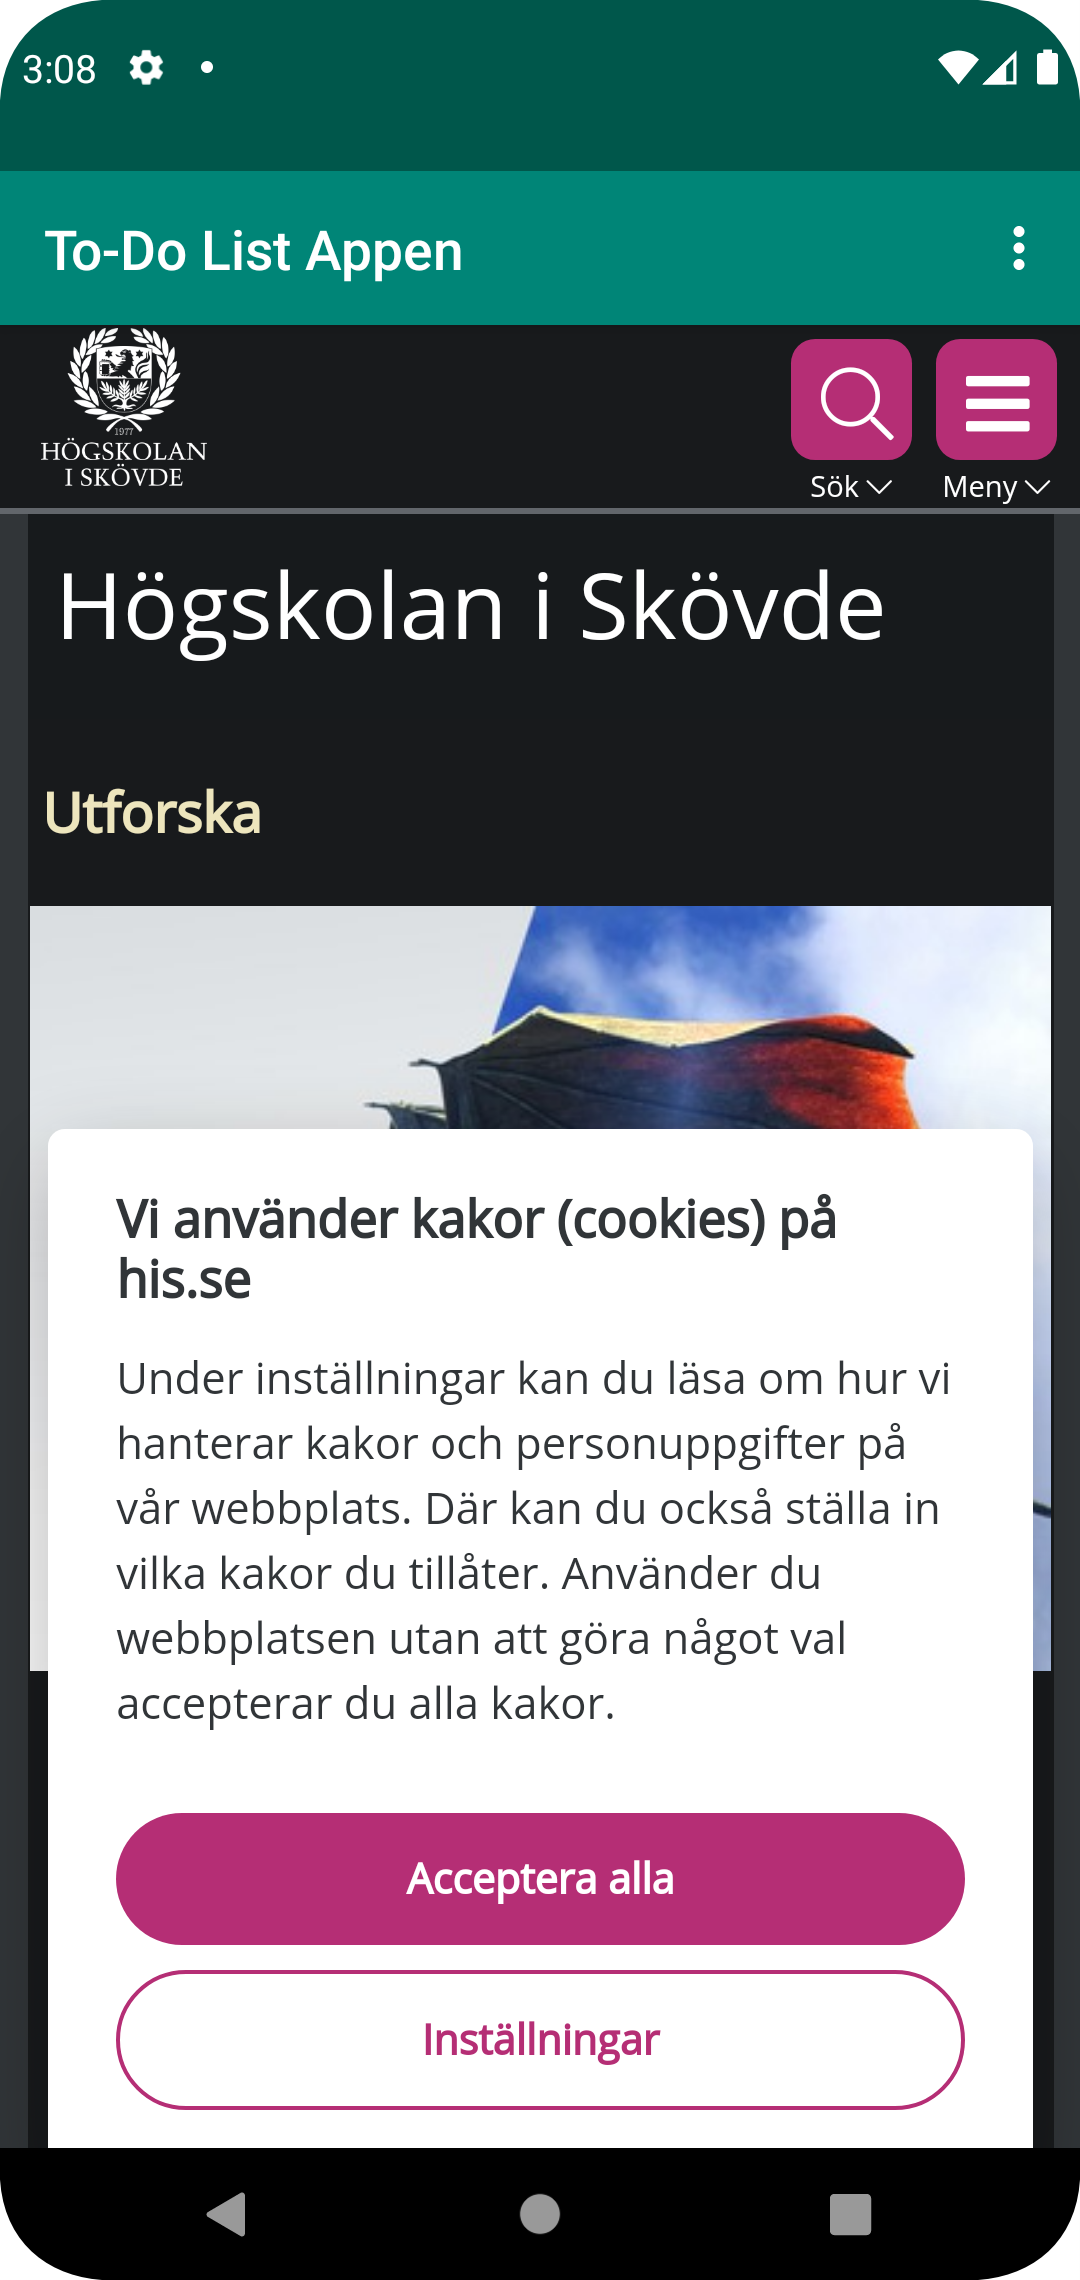 3:08
To-Do List Appen
1977
HÖGSKOLAN
I SKÖVDE
Sök
Meny
Högskolan i Skövde
Utforska
Vi använder kakor (cookies) på
his.se
Under inställningar kan du läsa om hur vi
hanterar kakor och personuppgifter på
vår webbplats. Där kan du också ställa in
vilka kakor du tillåter. Använder du
webbplatsen utan att göra något val
accepterar du alla kakor.
Acceptera alla
Inställningar